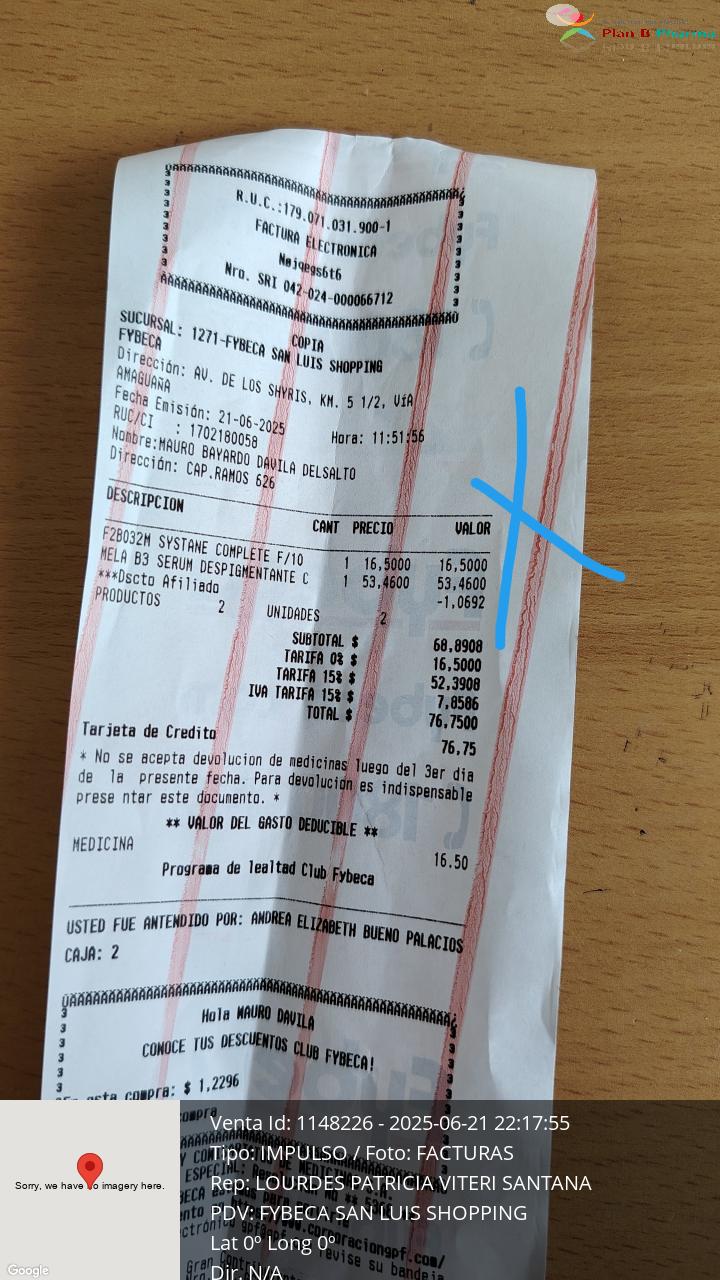 Plan B Pharma
R.U.C.:179.071.031.900-1
FACTURA ELECTRONICA
Nro. SRI 042-024-000066712
COPIA
SUCURSAL: 1271-FYBECA SAN LUIS SHOPPING
FYBECA
Dirección: AV. DE LOS SHYRIS, KM. 5 1/2, VíA
AMAGUAÑA
Fecha Emisión: 21-06-2025 Hora: 11:51:56
RUC/CI : 1702180058
Nombre:MAURO BAYARDO DAVILA DELSALTO
Dirección: CAP.RAMOS 626
DESCRIPCION CANT PRECIO VALOR
F2B032M SYSTANE COMPLETE F/10 1 16,5000 16,5000
MELA B3 SERUM DESPIGMENTANTE C 1 53,4600 53,4600
***Dscto Afiliado -1,0692
PRODUCTOS 2 UNIDADES 2
SUBTOTAL $ 68,8908
TARIFA 0% $ 16,5000
TARIFA 15% $ 52,3908
IVA TARIFA 15% $ 7,8586
TOTAL $ 76,7500
Tarjeta de Credito 76,75
* No se acepta devolucion de medicinas luego del 3er dia
de la presente fecha. Para devolución es indispensable
prese ntar este documento. *
** VALOR DEL GASTO DEDUCIBLE **
MEDICINA 16.50
Programa de lealtad Club Fybeca
USTED FUE ANTENDIDO POR: ANDREA ELIZABETH BUENO PALACIOS
CAJA: 2
Hola MAURO DAVILA
CONOCE TUS DESCUENTOS CLUB FYBECA!
esta compra: $ 1,2296
Sorry, we have no imagery here.
Google
Venta Id: 1148226 - 2025-06-21 22:17:55
Tipo: IMPULSO / Foto: FACTURAS
Rep: LOURDES PATRICIA VITERI SANTANA
PDV: FYBECA SAN LUIS SHOPPING
Lat 0º Long 0º
Dir. N/A